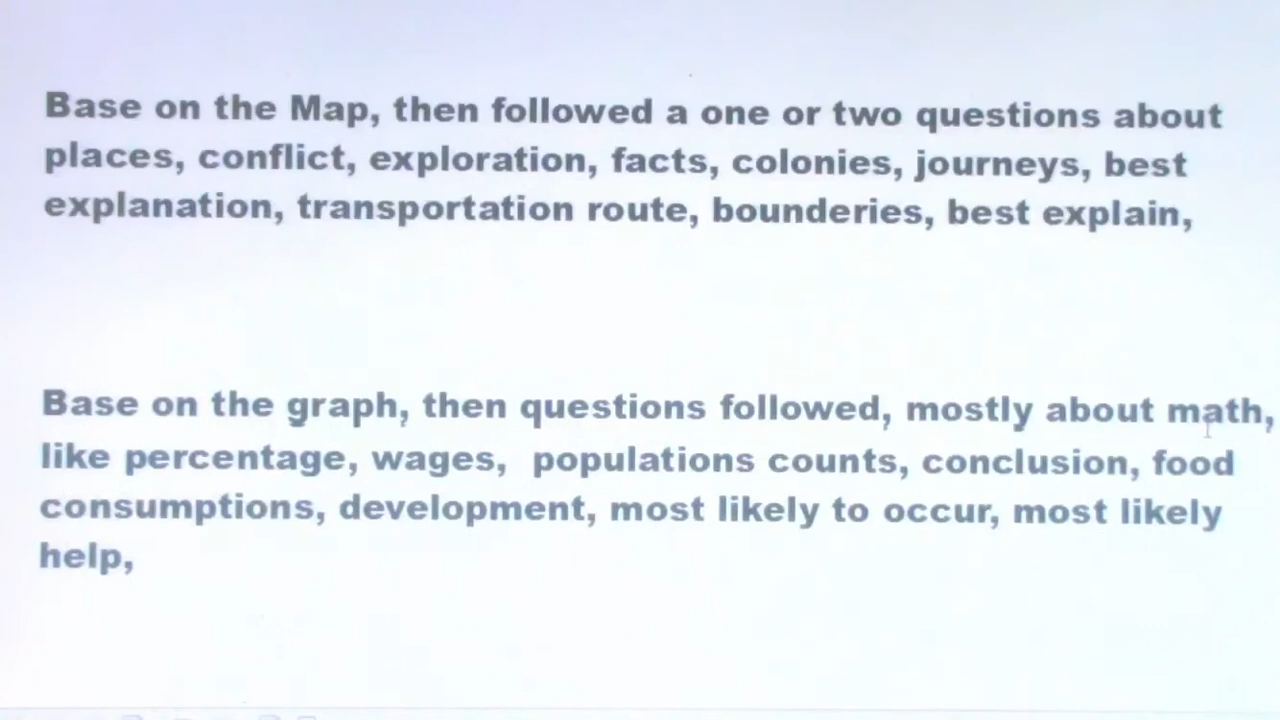 Base on the Map, then followed a one or two questions about
places, conflict, exploration, facts, colonies, journeys, best
explanation, transportation route, bounderies, best explain,
Base on the graph, then questions followed, mostly about math,
like percentage, wages, populations counts, conclusion, food
consumptions, development, most likely to occur, most likely
help,